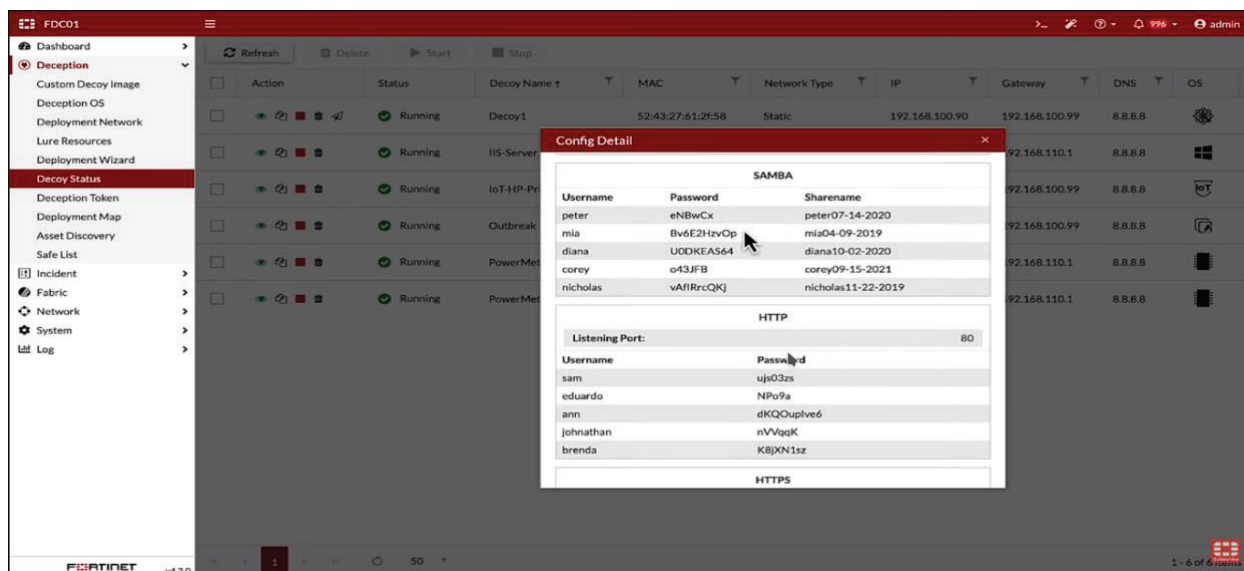 FDC01
>_ 996 admin
Dashboard
Deception
Custom Decoy Image
Deception OS
Deployment Network
Lure Resources
Deployment Wizard
Decoy Status
Deception Token
Deployment Map
Asset Discovery
Safe List
Incident
Fabric
Network
System
Log
FORTINET
Refresh Delete Start Stop
Action Status Decoy Name ↑ MAC Network Type IP Gateway DNS OS
Running Decoy1 52:43:27:61:2f:58 Static 192.168.100.90 192.168.100.99 8.8.8.8
Running IIS-Server 92.168.110.1 8.8.8.8
Running IoT-HP-Pri 92.168.100.99 8.8.8.8 IoT
Running Outbreak 92.168.100.99 8.8.8.8
Running PowerMet 92.168.110.1 8.8.8.8
Running PowerMet 92.168.110.1 8.8.8.8
Config Detail ×
SAMBA
Username Password Sharename
peter eNBwCx peter07-14-2020
mia Bv6E2HzvOp mia04-09-2019
diana U0DKEAS64 diana10-02-2020
corey o43JFB corey09-15-2021
nicholas vAfIRrcQKj nicholas11-22-2019
HTTP
Listening Port: 80
Username Password
sam ujs03zs
eduardo NPo9a
ann dKQOuplve6
johnathan nVVqqK
brenda K8jXN1sz
HTTPS
1 50
1 - 6 of 6 items